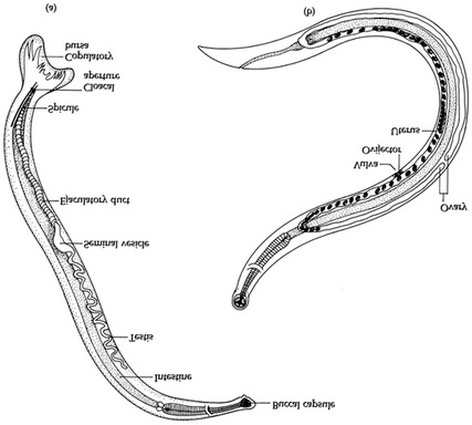 (a)
(b)
Copulatory
bursa
Cloacal
aperture
Spicule
Ejaculatory duct
Seminal vesicle
Testis
Intestine
Buccal capsule
Uterus
Ovijector
Vulva
Ovary